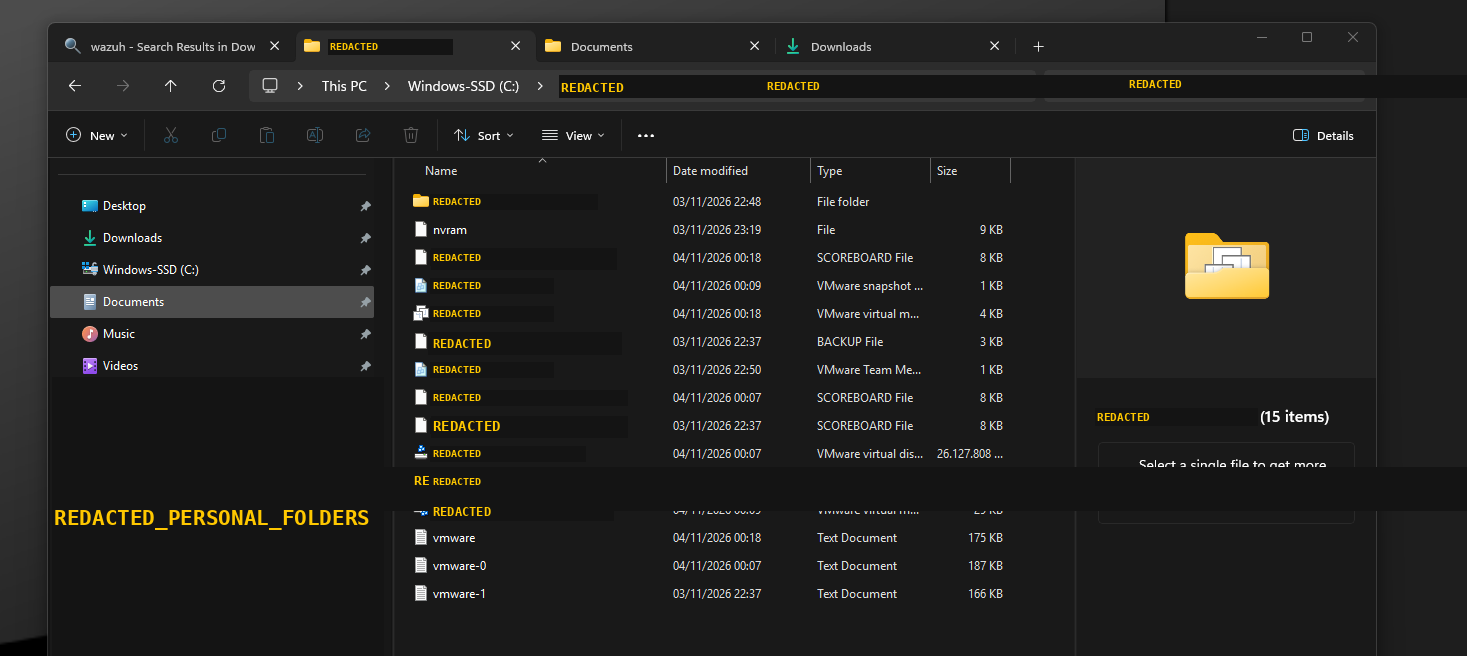 wazuh - Search Results in Dow
REDACTED
Documents
Downloads
This PC
Windows-SSD (C:)
REDACTED
REDACTED
REDACTED
New
Sort
View
Details
Name
Date modified
Type
Size
Desktop
Downloads
Windows-SSD (C:)
Documents
Music
Videos
REDACTED_PERSONAL_FOLDERS
REDACTED 03/11/2026 22:48 File folder
nvram 03/11/2026 23:19 File 9 KB
REDACTED 04/11/2026 00:18 SCOREBOARD File 8 KB
REDACTED 04/11/2026 00:09 VMware snapshot ... 1 KB
REDACTED 04/11/2026 00:18 VMware virtual m... 4 KB
REDACTED 03/11/2026 22:37 BACKUP File 3 KB
REDACTED 03/11/2026 22:50 VMware Team Me... 1 KB
REDACTED 04/11/2026 00:07 SCOREBOARD File 8 KB
REDACTED 03/11/2026 22:37 SCOREBOARD File 8 KB
REDACTED 04/11/2026 00:07 VMware virtual dis... 26.127.808 ...
RE REDACTED
REDACTED
vmware 04/11/2026 00:18 Text Document 175 KB
vmware-0 04/11/2026 00:07 Text Document 187 KB
vmware-1 03/11/2026 22:37 Text Document 166 KB
REDACTED (15 items)
Select a single file to get more